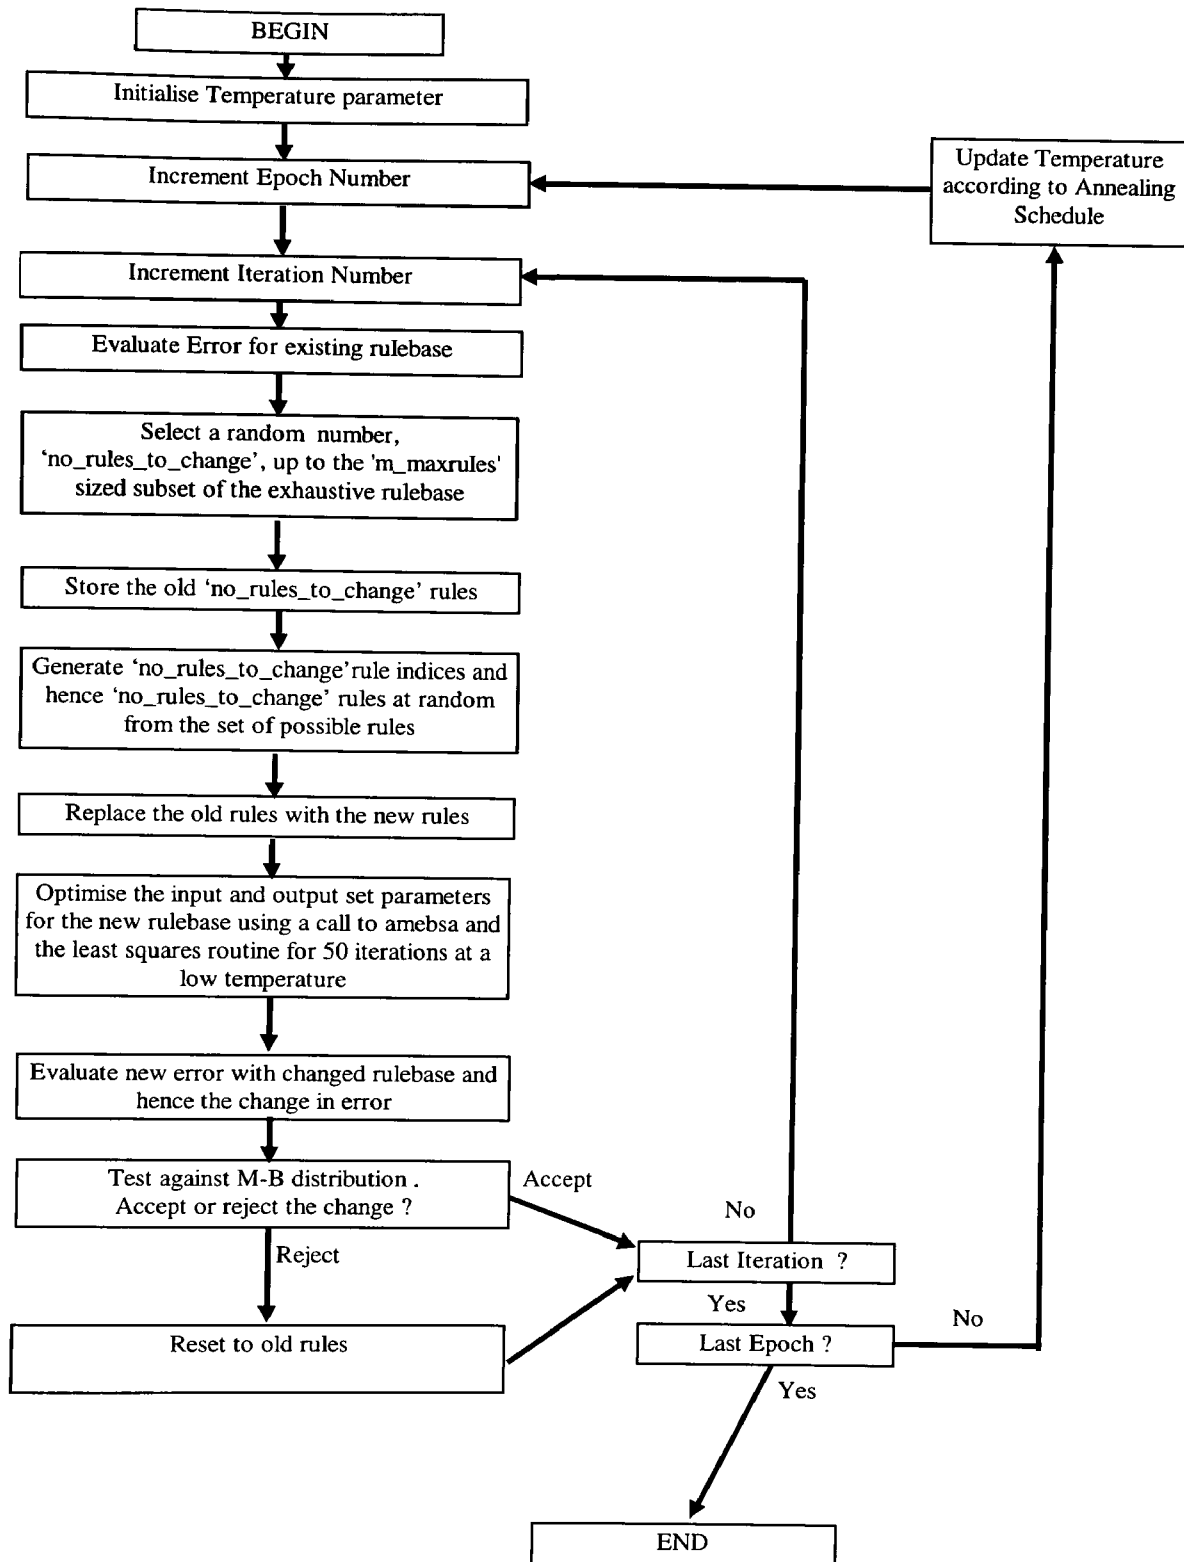 BEGIN
Initialise Temperature parameter
Increment Epoch Number
Update Temperature
according to Annealing
Schedule
Increment Iteration Number
Evaluate Error for existing rulebase
Select a random number,
‘no_rules_to_change’, up to the 'm_maxrules'
sized subset of the exhaustive rulebase
Store the old ‘no_rules_to_change’ rules
Generate ‘no_rules_to_change’rule indices and
hence ‘no_rules_to_change’ rules at random
from the set of possible rules
Replace the old rules with the new rules
Optimise the input and output set parameters
for the new rulebase using a call to amebsa and
the least squares routine for 50 iterations at a
low temperature
Evaluate new error with changed rulebase and
hence the change in error
Test against M-B distribution .
Accept or reject the change ?
Accept
Reject
No
Last Iteration ?
Yes
No
Reset to old rules
Last Epoch ?
Yes
END